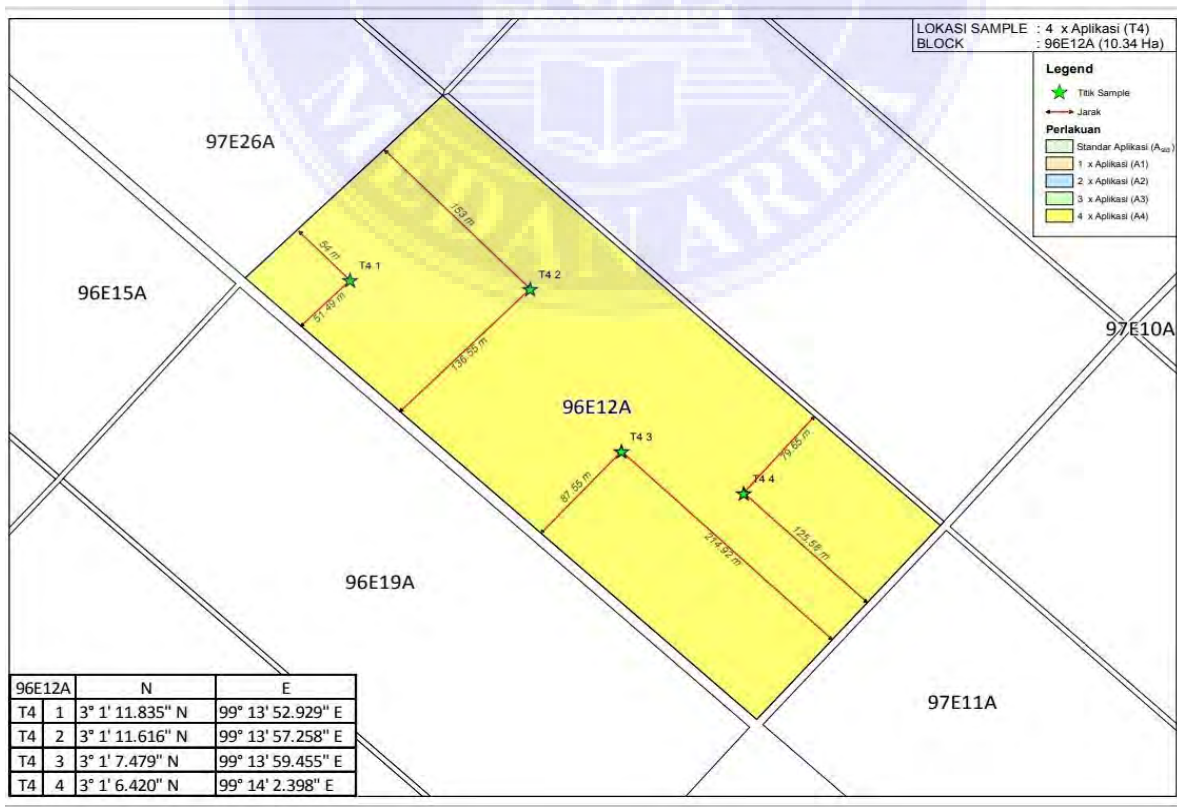 LOKASI SAMPLE : 4 x Aplikasi (T4)
BLOCK : 96E12A (10.34 Ha)
Legend
Titik Sample
Jarak
Perlakuan
Standar Aplikasi (Astd)
1 x Aplikasi (A1)
2 x Aplikasi (A2)
3 x Aplikasi (A3)
4 x Aplikasi (A4)
MEDAN AREA
97E26A
153 m
54 m
T4 1
T4 2
96E15A
51.49 m
97E10A
136.55 m
96E12A
79.65 m
T4 3
T4 4
87.55 m
214.92 m
125.56 m
96E19A
97E11A
96E12A N E
T4 1 3° 1' 11.835" N 99° 13' 52.929" E
T4 2 3° 1' 11.616" N 99° 13' 57.258" E
T4 3 3° 1' 7.479" N 99° 13' 59.455" E
T4 4 3° 1' 6.420" N 99° 14' 2.398" E